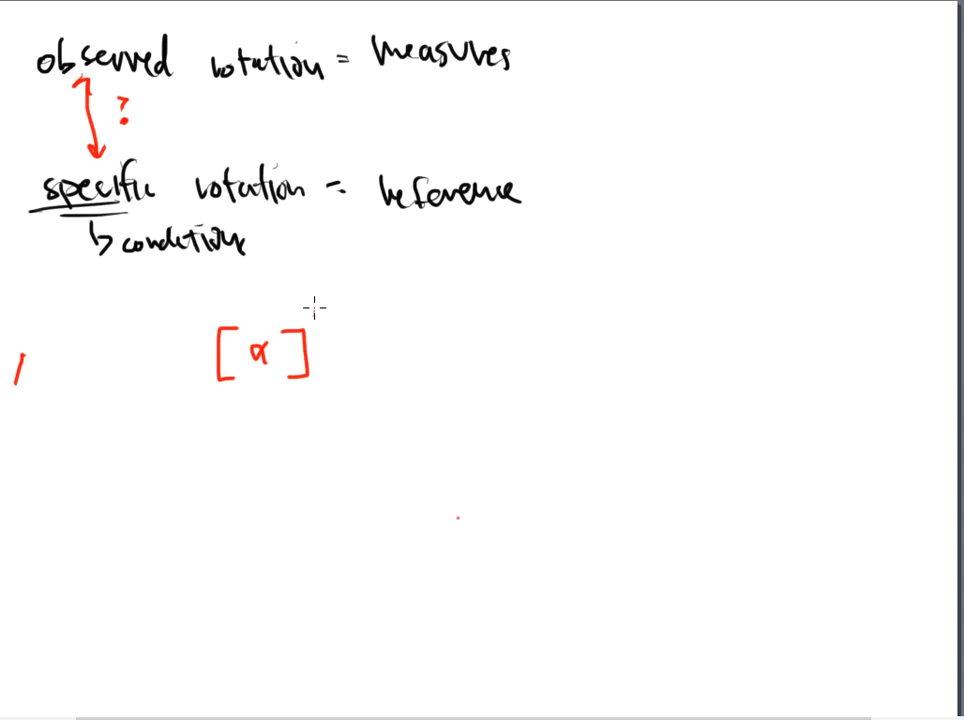 observed rotation = measures
?
specific rotation = reference
↳ conditions
[α]